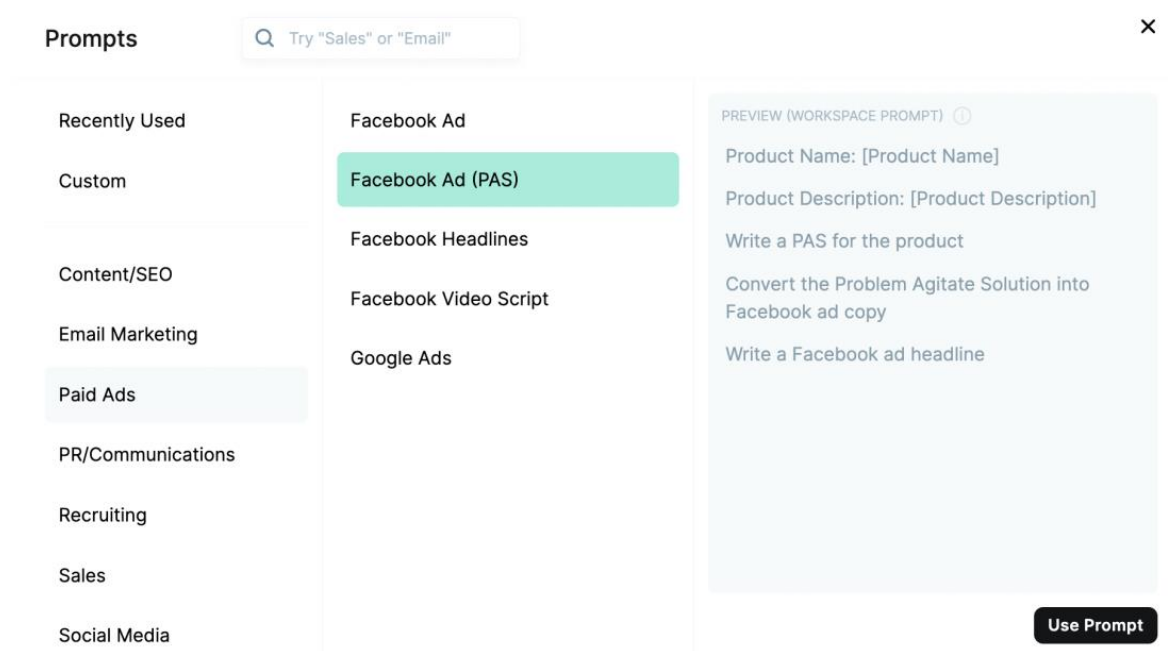 Prompts
Try "Sales" or "Email"
Recently Used
Custom
Content/SEO
Email Marketing
Paid Ads
PR/Communications
Recruiting
Sales
Social Media
Facebook Ad
Facebook Ad (PAS)
Facebook Headlines
Facebook Video Script
Google Ads
PREVIEW (WORKSPACE PROMPT)
Product Name: [Product Name]
Product Description: [Product Description]
Write a PAS for the product
Convert the Problem Agitate Solution into
Facebook ad copy
Write a Facebook ad headline
Use Prompt